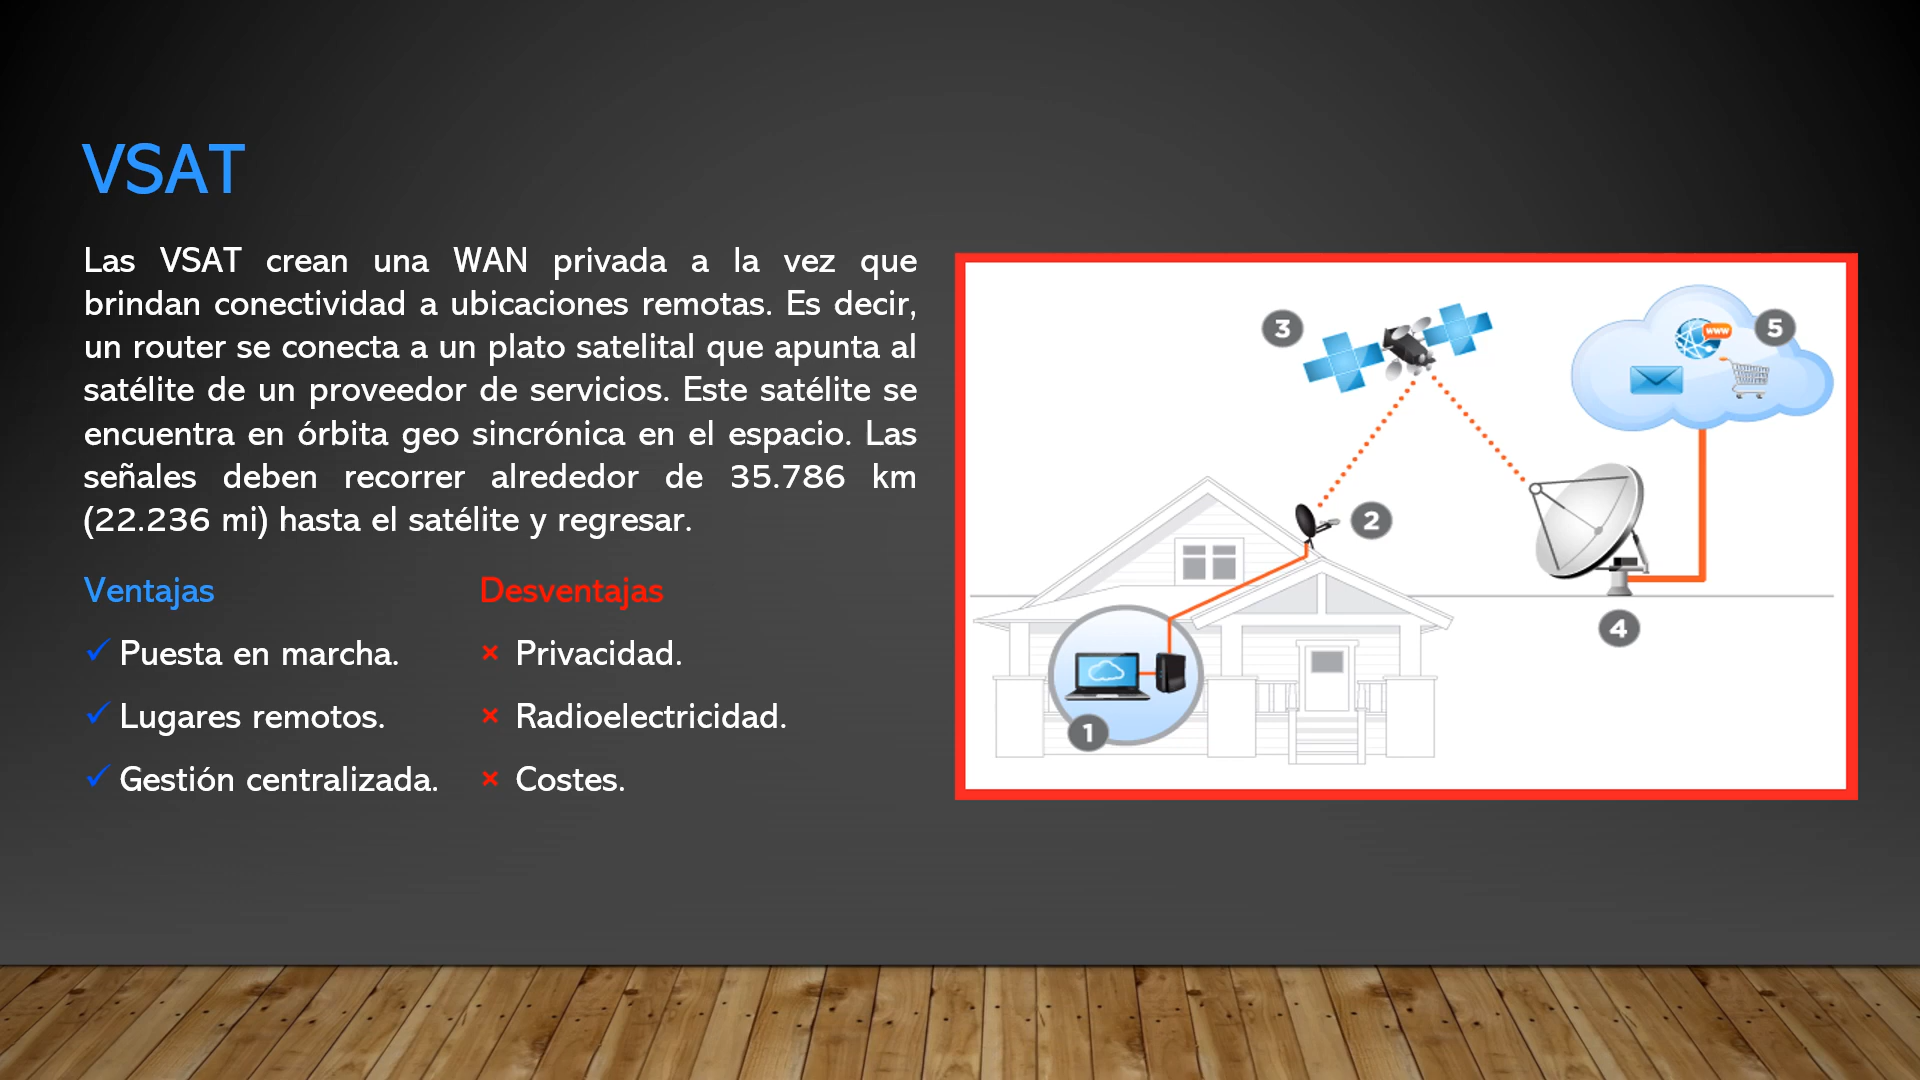 VSAT
Las VSAT crean una WAN privada a la vez que
brindan conectividad a ubicaciones remotas. Es decir,
un router se conecta a un plato satelital que apunta al
satélite de un proveedor de servicios. Este satélite se
encuentra en órbita geo sincrónica en el espacio. Las
señales deben recorrer alrededor de 35.786 km
(22.236 mi) hasta el satélite y regresar.
Ventajas
✓ Puesta en marcha.
✓ Lugares remotos.
✓ Gestión centralizada.
Desventajas
× Privacidad.
× Radioelectricidad.
× Costes.
3
www
5
2
4
1